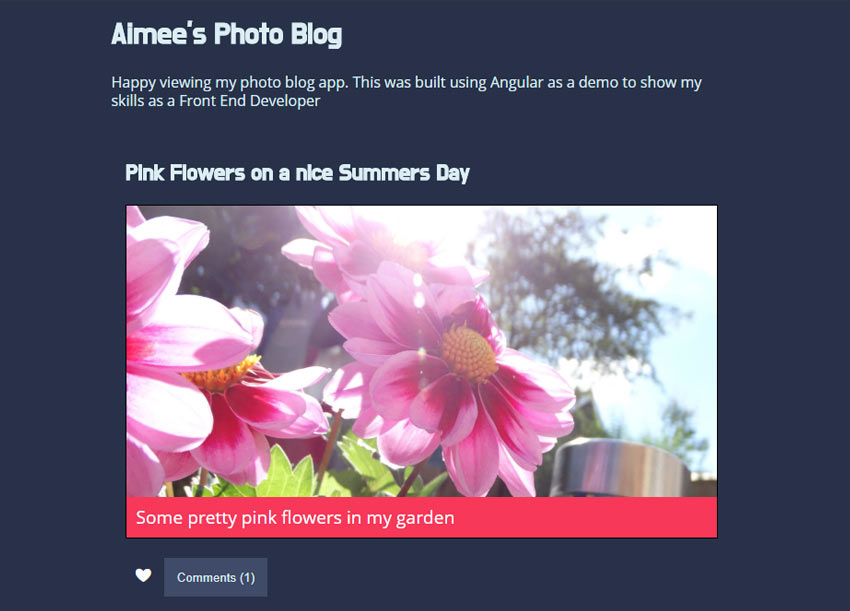 Aimee's Photo Blog
Happy viewing my photo blog app. This was built using Angular as a demo to show my
skills as a Front End Developer
Pink Flowers on a nice Summers Day
Some pretty pink flowers in my garden
Comments (1)